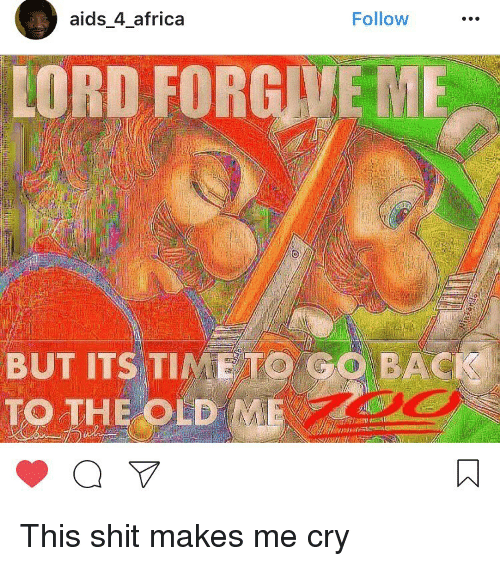 aids_4_africa
Follow
LORD FORGIVE ME
BUT ITS TIME TO GO BACK
TO THE OLD ME 100
This shit makes me cry